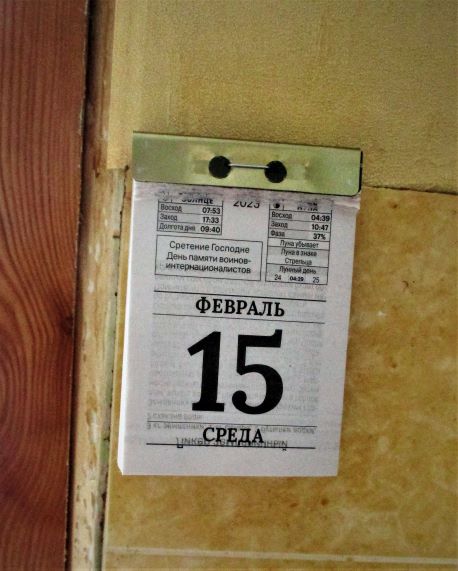 СОЛНЦЕ
Восход 07:53
Заход 17:33
Долгота дня 09:40
2023
ЛУНА
Восход 04:39
Заход 10:47
Фаза 37%
Луна убывает
Луна в знаке
Стрельца
Лунный день
24 04:39 25
Сретение Господне
День памяти воинов-
интернационалистов
ФЕВРАЛЬ
15
СРЕДА